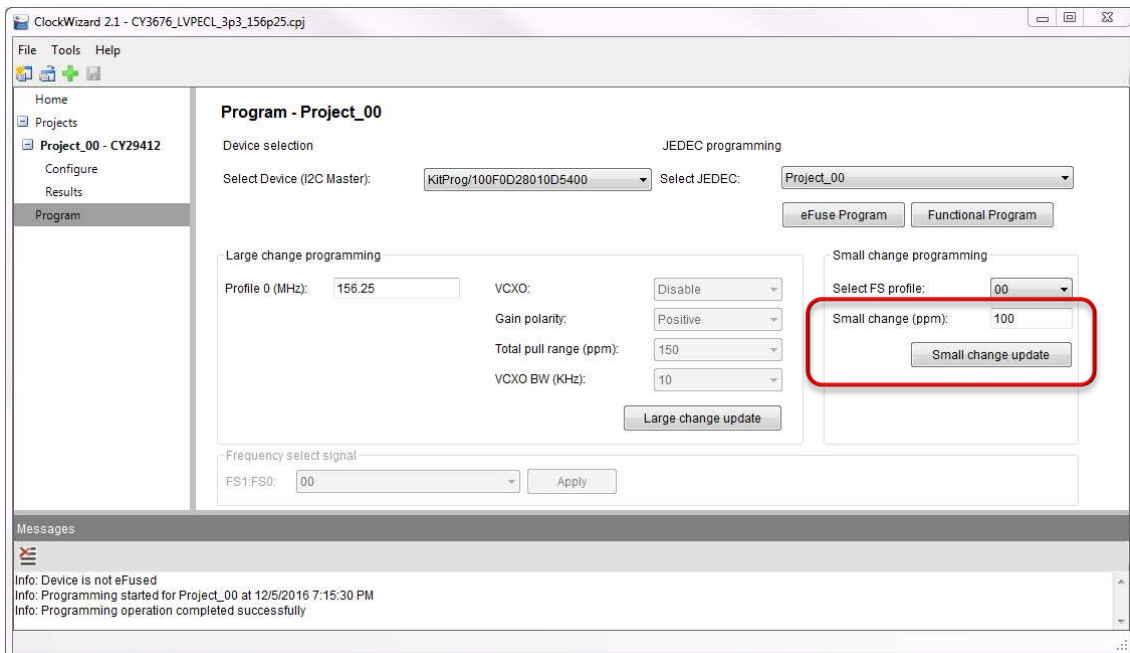 ClockWizard 2.1 - CY3676_LVPECL_3p3_156p25.cpj
File Tools Help
Home
Projects
Project_00 - CY29412
Configure
Results
Program
Program - Project_00
Device selection
JEDEC programming
Select Device (I2C Master):
KitProg/100F0D28010D5400
Select JEDEC:
Project_00
eFuse Program
Functional Program
Large change programming
Profile 0 (MHz):
156.25
VCXO:
Disable
Gain polarity:
Positive
Total pull range (ppm):
150
VCXO BW (KHz):
10
Large change update
Small change programming
Select FS profile:
00
Small change (ppm):
100
Small change update
Frequency select signal
FS1:FS0:
00
Apply
Messages
Info: Device is not eFused
Info: Programming started for Project_00 at 12/5/2016 7:15:30 PM
Info: Programming operation completed successfully